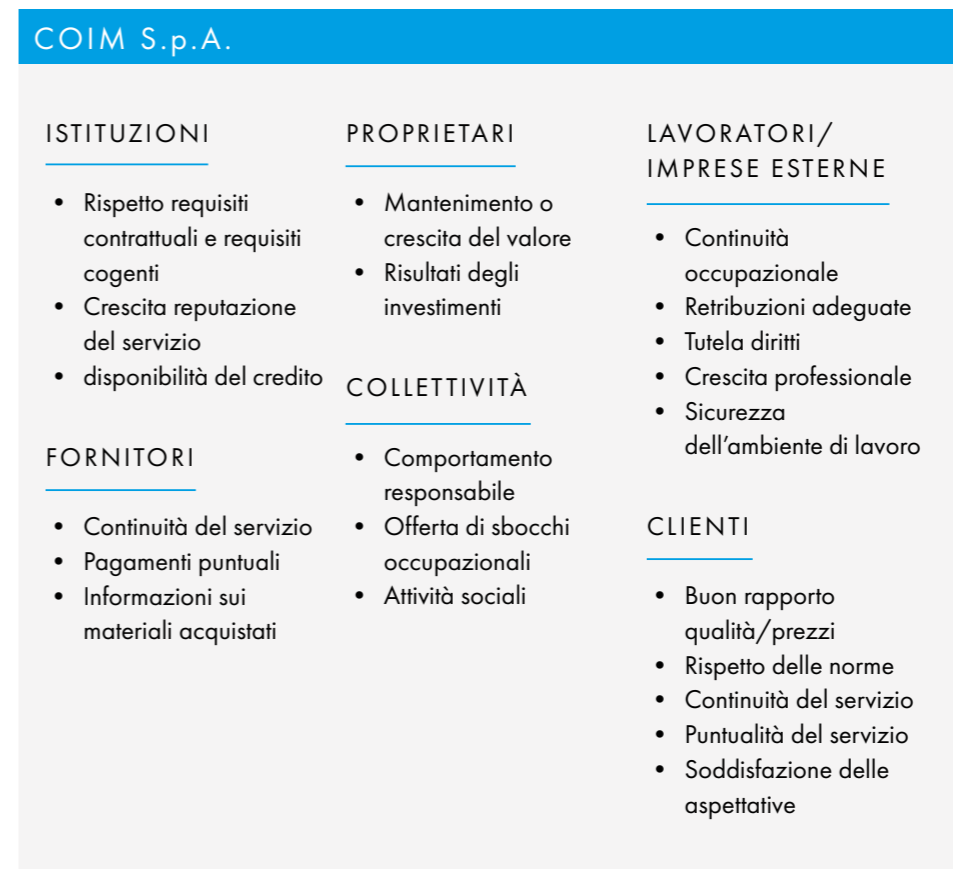 COIM S.p.A.
ISTITUZIONI
• Rispetto requisiti
contrattuali e requisiti
cogenti
• Crescita reputazione
del servizio
• disponibilità del credito
FORNITORI
• Continuità del servizio
• Pagamenti puntuali
• Informazioni sui
materiali acquistati
PROPRIETARI
• Mantenimento o
crescita del valore
• Risultati degli
investimenti
COLLETTIVITÀ
• Comportamento
responsabile
• Offerta di sbocchi
occupazionali
• Attività sociali
LAVORATORI/
IMPRESE ESTERNE
• Continuità
occupazionale
• Retribuzioni adeguate
• Tutela diritti
• Crescita professionale
• Sicurezza
dell’ambiente di lavoro
CLIENTI
• Buon rapporto
qualità/prezzi
• Rispetto delle norme
• Continuità del servizio
• Puntualità del servizio
• Soddisfazione delle
aspettative